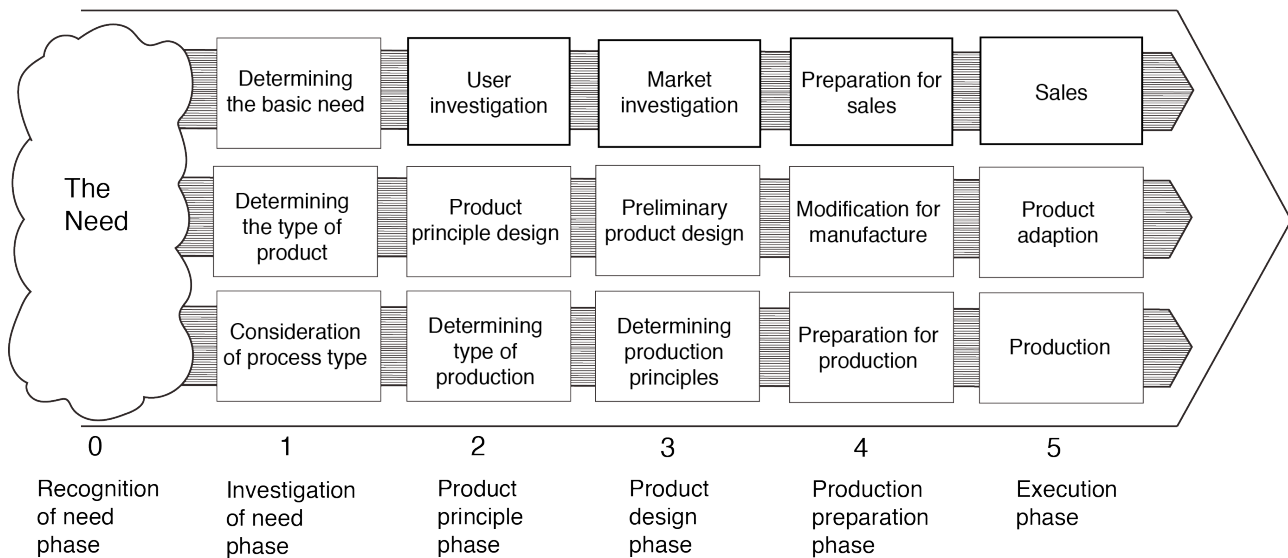 The
Need
Determining
the basic need
User
investigation
Market
investigation
Preparation for
sales
Sales
Determining
the type of
product
Product
principle design
Preliminary
product design
Modification for
manufacture
Product
adaption
Consideration
of process type
Determining
type of
production
Determining
production
principles
Preparation for
production
Production
0
1
2
3
4
5
Recognition
of need
phase
Investigation
of need
phase
Product
principle
phase
Product
design
phase
Production
preparation
phase
Execution
phase